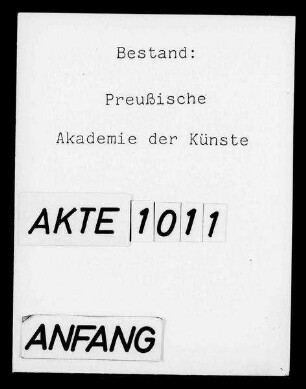 Bestand:
Preußische
Akademie der Künste
AKTE 1011
ANFANG